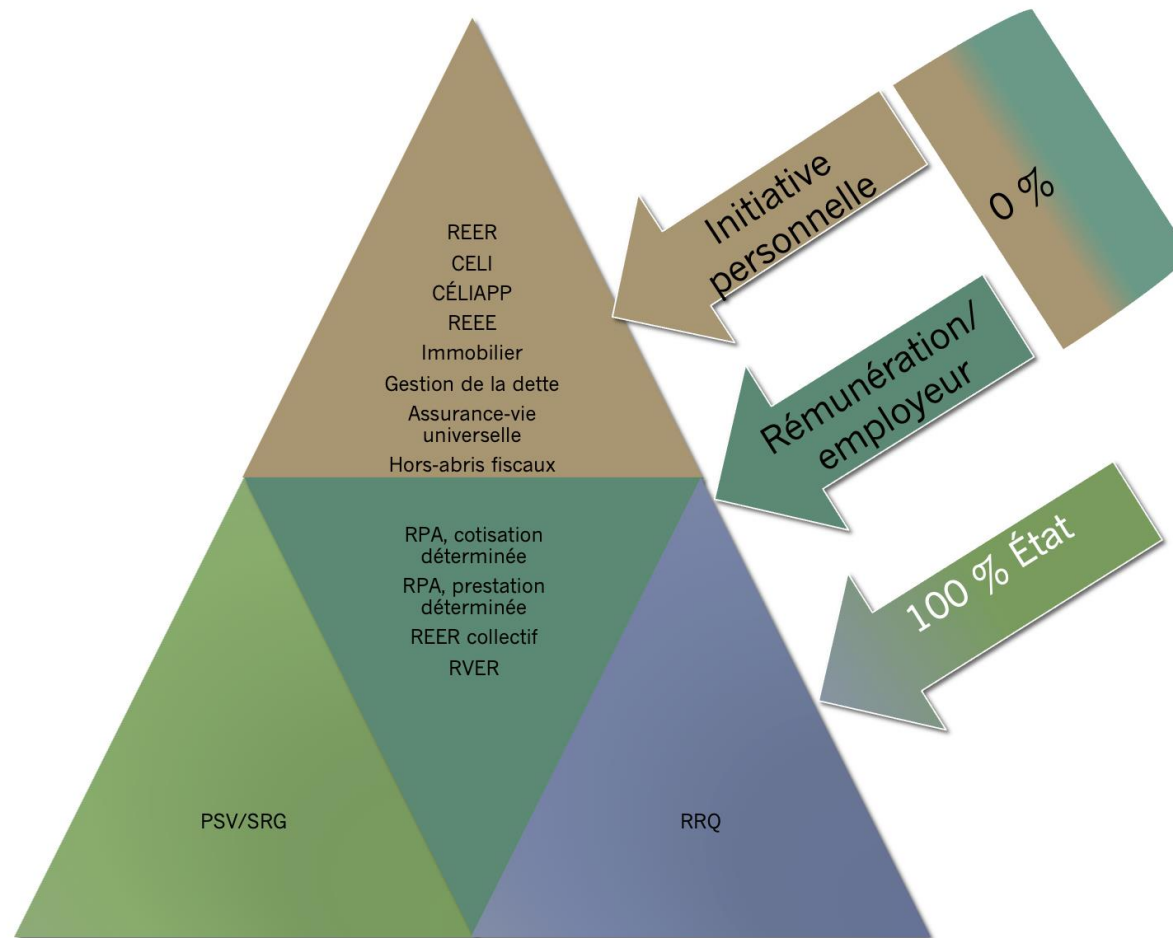 REER
CELI
CÉLIAPP
REEE
Immobilier
Gestion de la dette
Assurance-vie
universelle
Hors-abris fiscaux
RPA, cotisation
déterminée
RPA, prestation
déterminée
REER collectif
RVER
PSV/SRG
RRQ
Initiative
personnelle
0 %
Rémunération/
employeur
100 % État